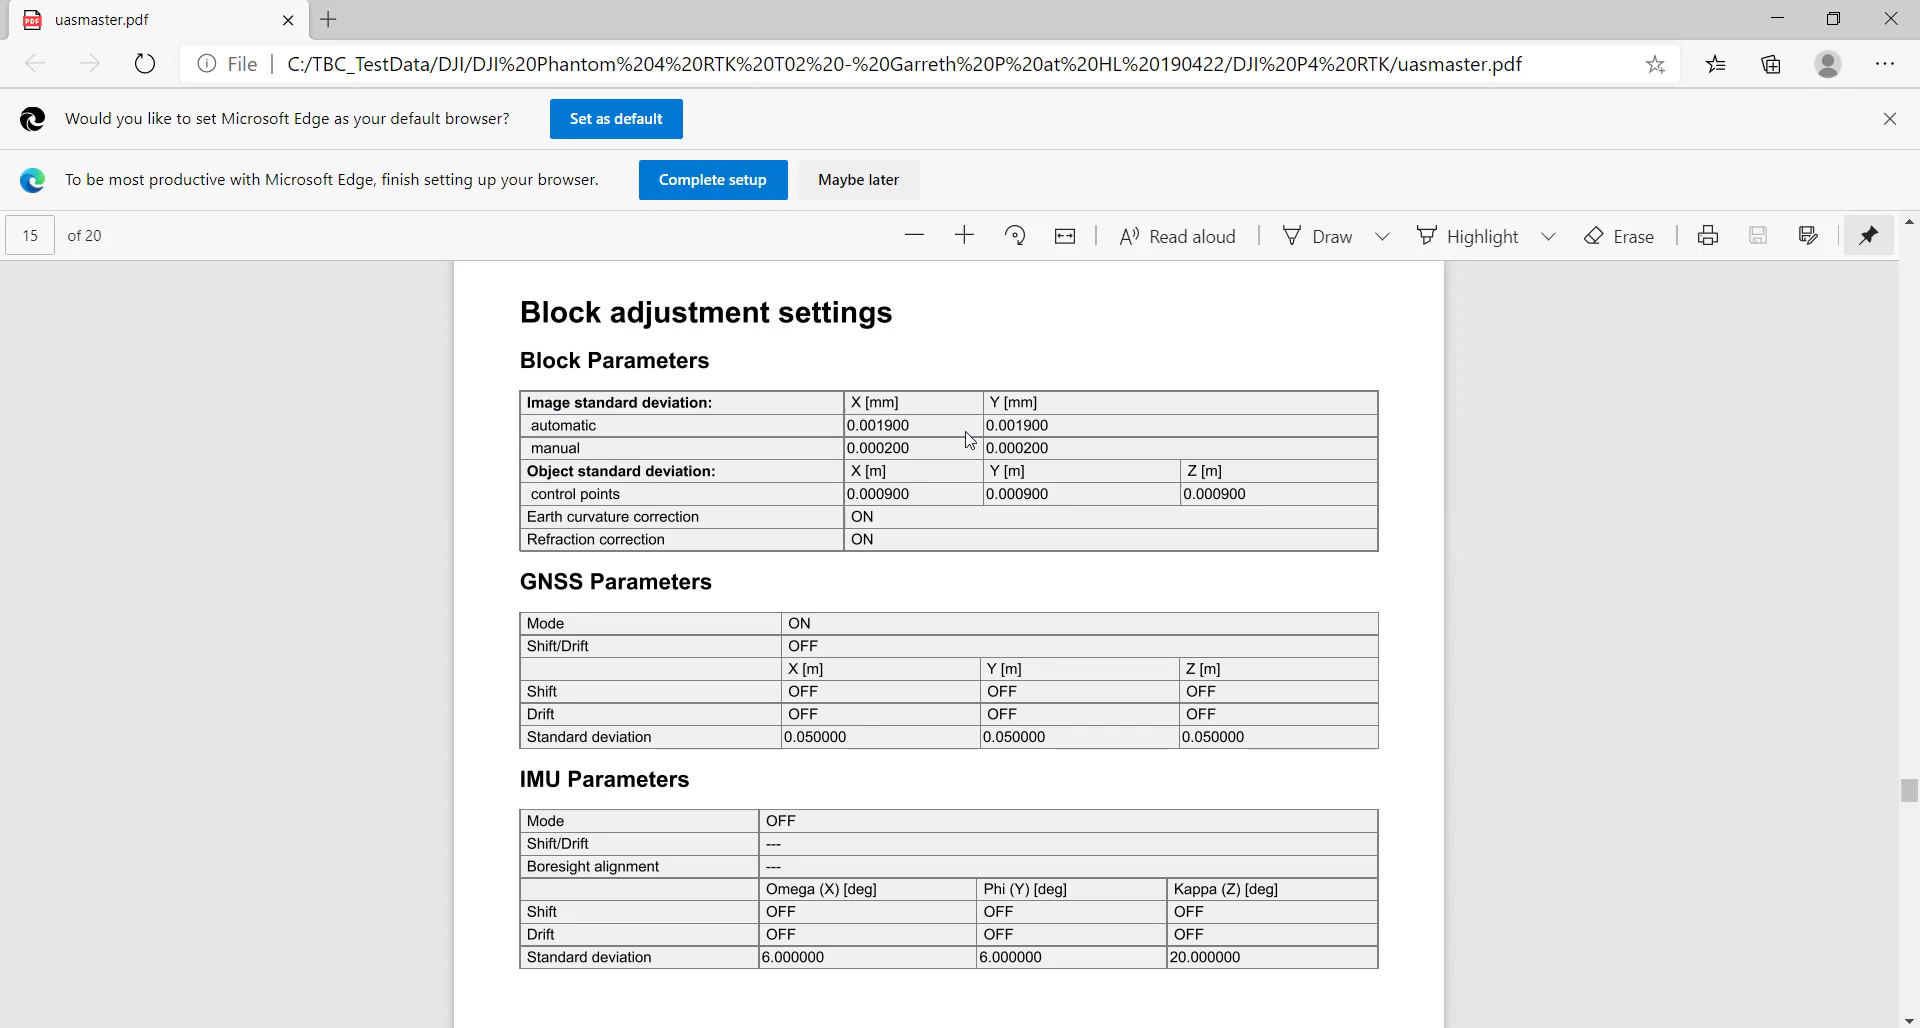 uasmaster.pdf
File | C:/TBC_TestData/DJI/DJI%20Phantom%204%20RTK%20T02%20-%20Garreth%20P%20at%20HL%20190422/DJI%20P4%20RTK/uasmaster.pdf
Would you like to set Microsoft Edge as your default browser? Set as default
To be most productive with Microsoft Edge, finish setting up your browser. Complete setup Maybe later
15 of 20 Read aloud Draw Highlight Erase
Block adjustment settings
Block Parameters
Image standard deviation: X [mm] Y [mm]
automatic 0.001900 0.001900
manual 0.000200 0.000200
Object standard deviation: X [m] Y [m] Z [m]
control points 0.000900 0.000900 0.000900
Earth curvature correction ON
Refraction correction ON
GNSS Parameters
Mode ON
Shift/Drift OFF
X [m] Y [m] Z [m]
Shift OFF OFF OFF
Drift OFF OFF OFF
Standard deviation 0.050000 0.050000 0.050000
IMU Parameters
Mode OFF
Shift/Drift ---
Boresight alignment ---
Omega (X) [deg] Phi (Y) [deg] Kappa (Z) [deg]
Shift OFF OFF OFF
Drift OFF OFF OFF
Standard deviation 6.000000 6.000000 20.000000